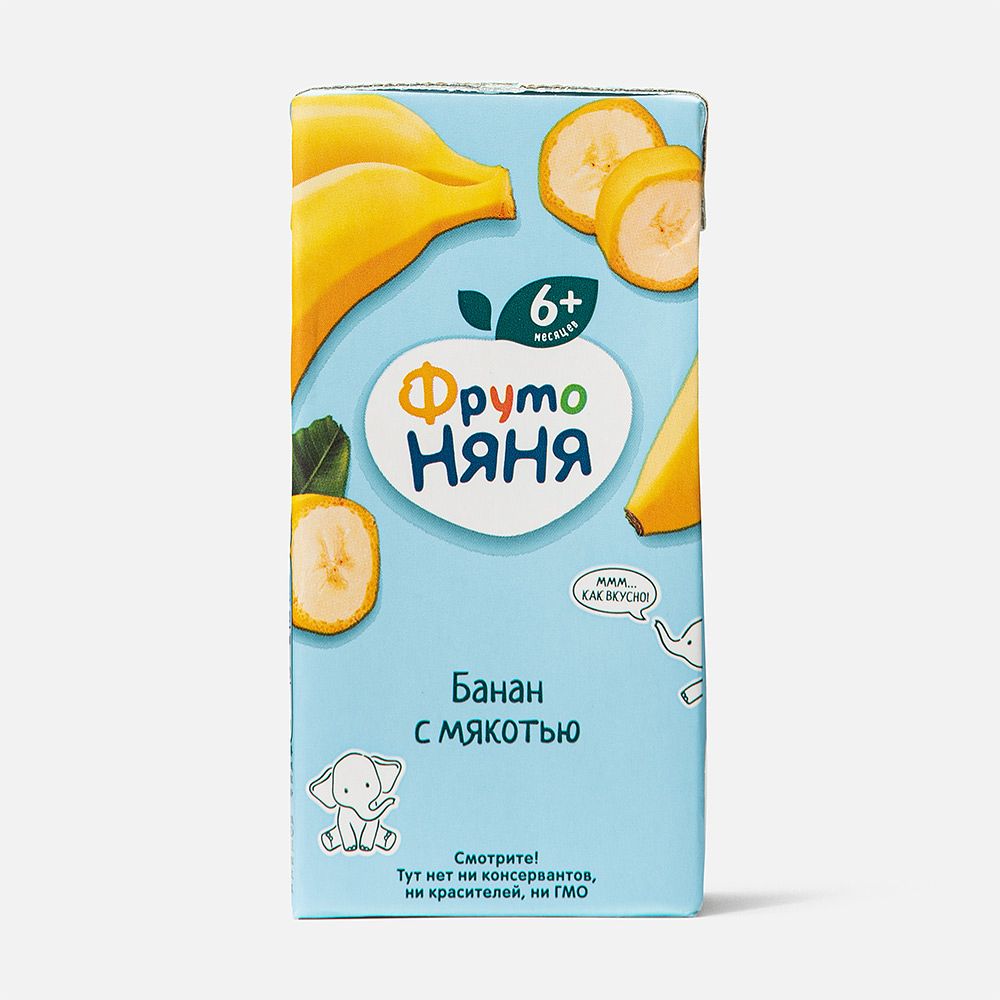 6+
месяцев
Фруто
НЯНЯ
МММ...
КАК ВКУСНО!
Банан
с мякотью
Смотрите!
Тут нет ни консервантов,
ни красителей, ни ГМО